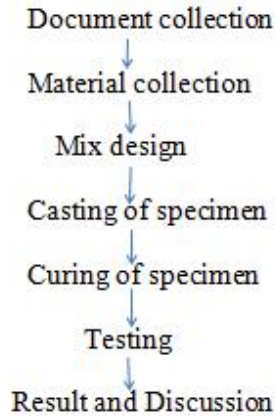 Document collection
Material collection
Mix design
Casting of specimen
Curing of specimen
Testing
Result and Discussion